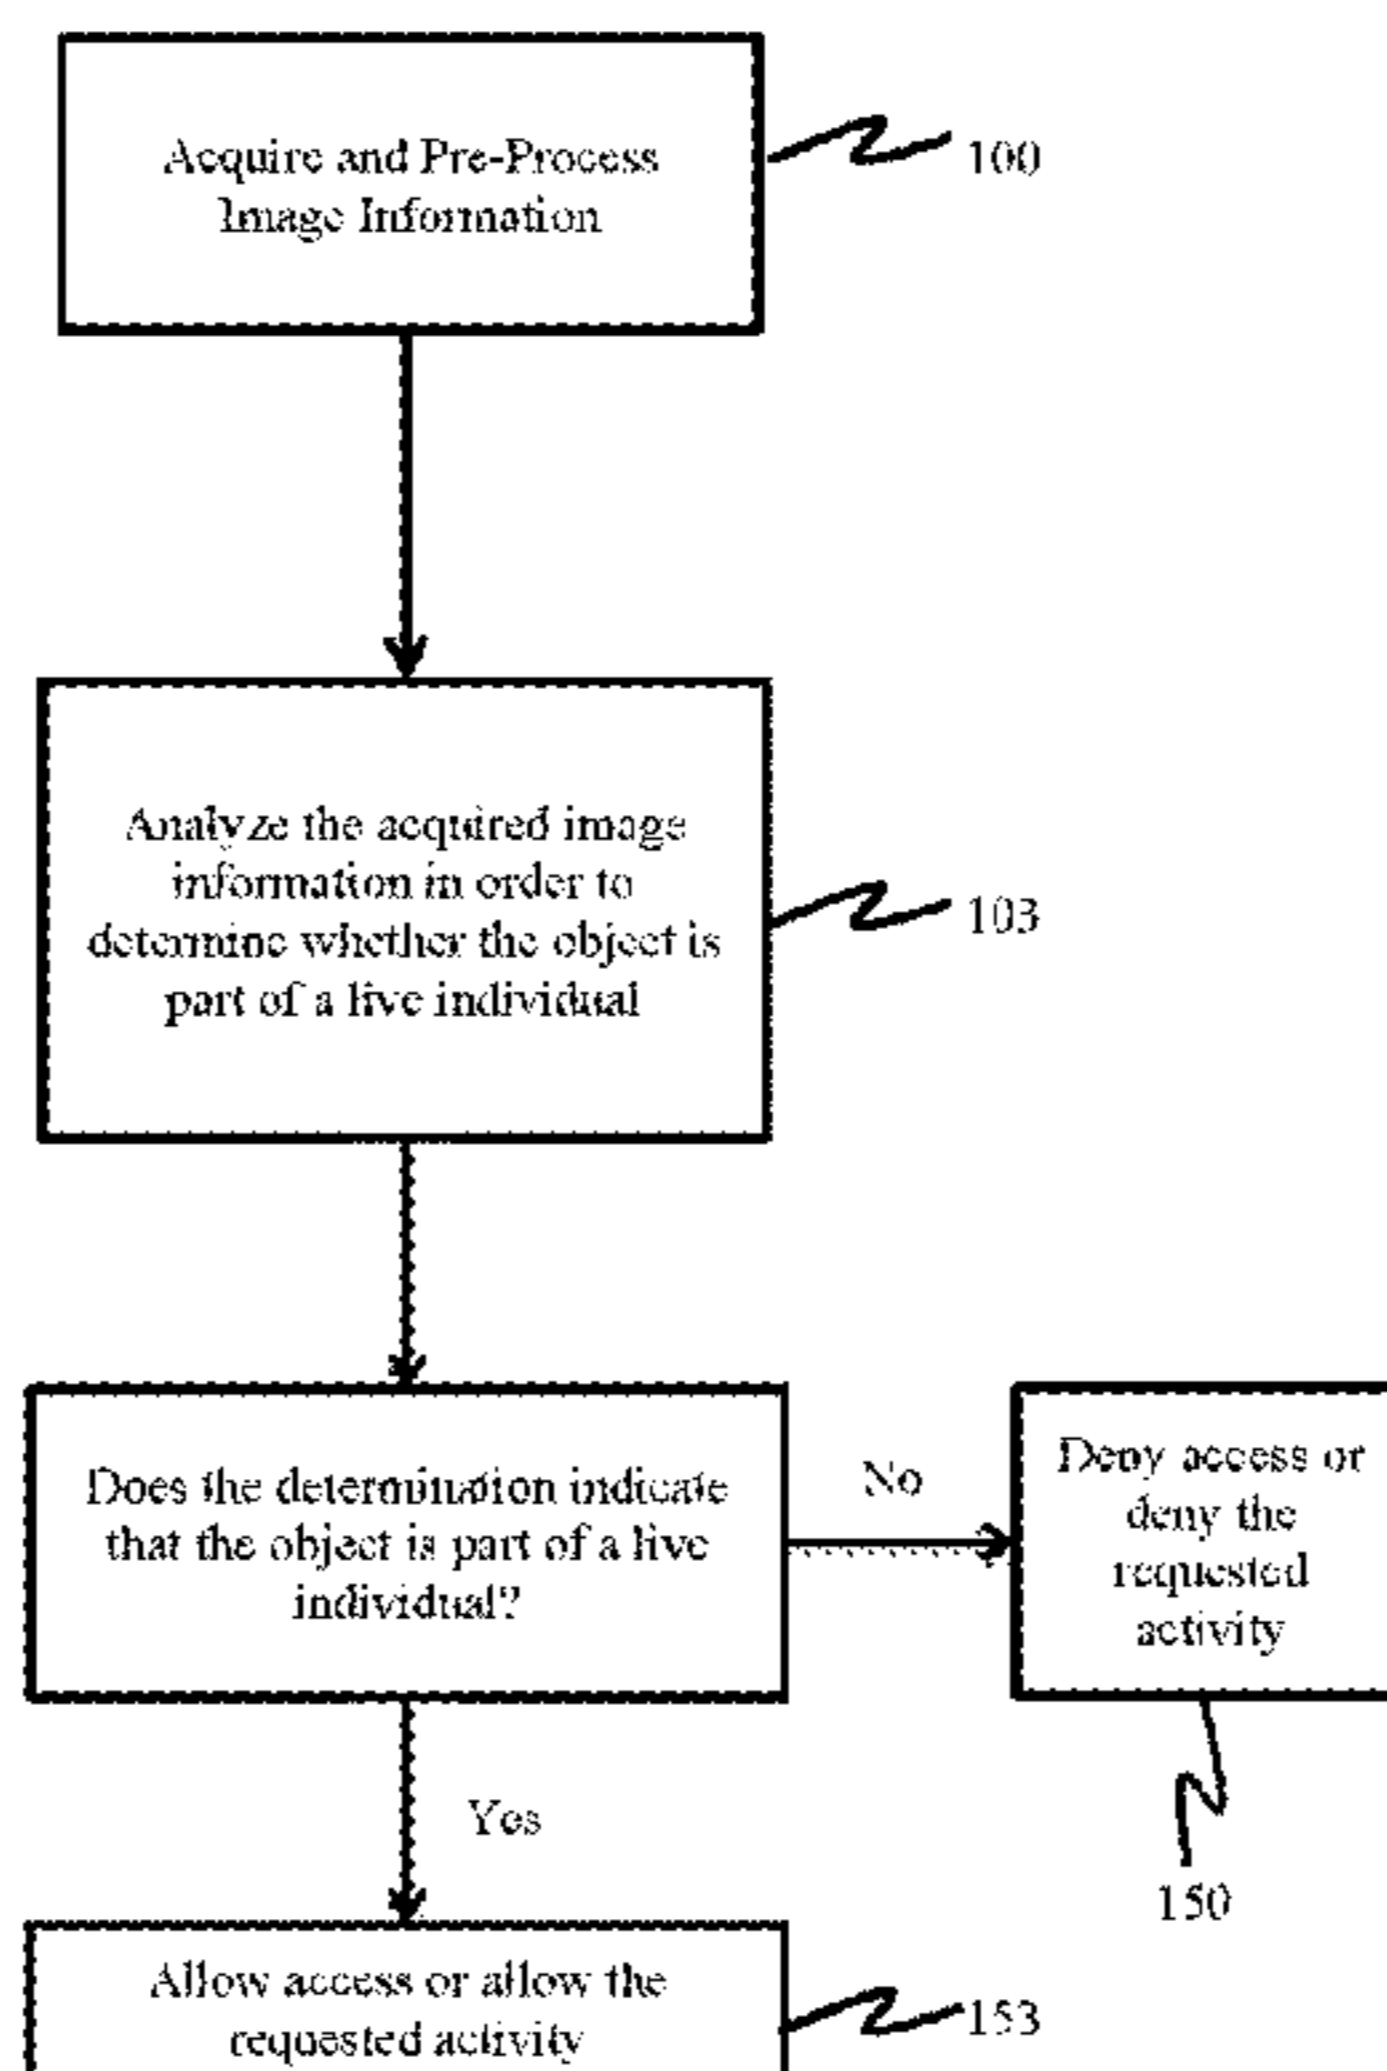 Acquire and Pre-Process
Image Information
100
Analyze the acquired image
information in order to
determine whether the object is
part of a live individual
103
Does the determination indicate
that the object is part of a live
individual?
No
Deny access or
deny the
requested
activity
150
Yes
Allow access or allow the
requested activity
153